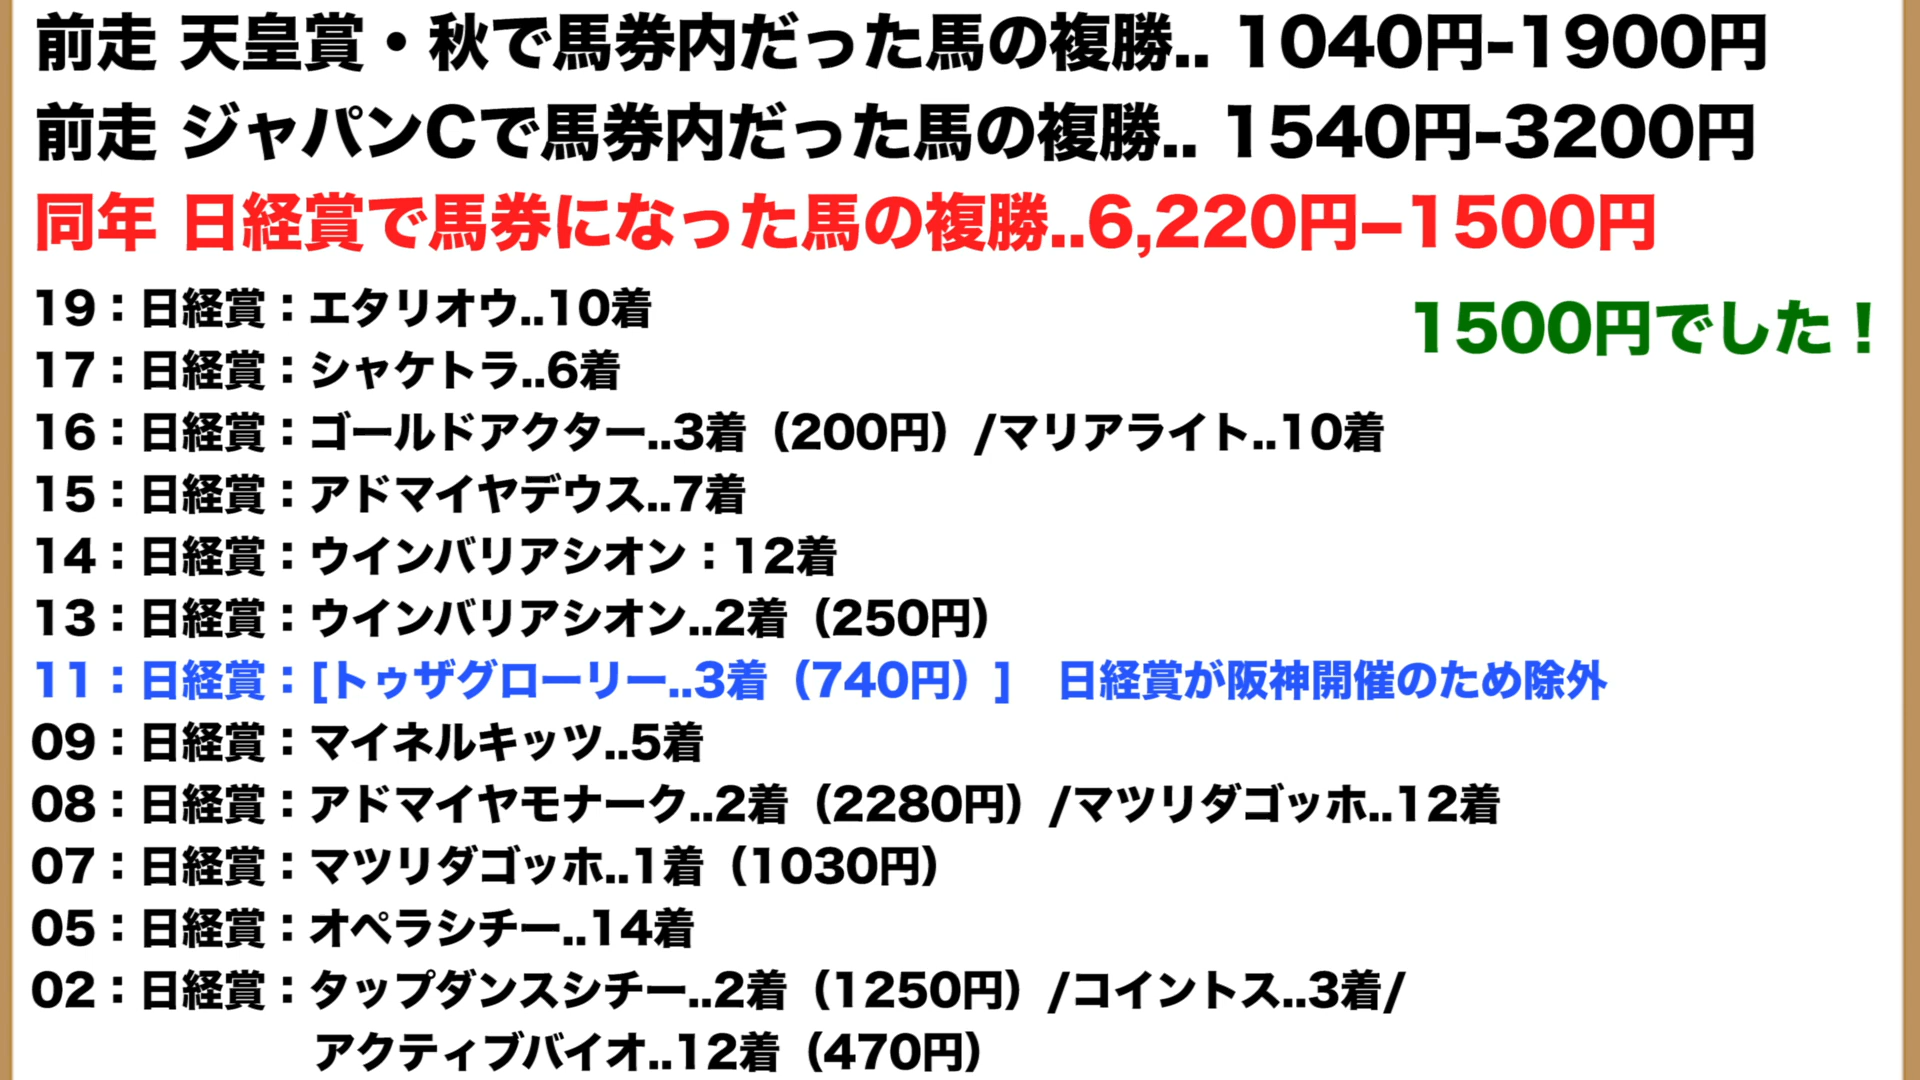 前走 天皇賞・秋で馬券内だった馬の複勝.. 1040円-1900円
前走 ジャパンCで馬券内だった馬の複勝.. 1540円-3200円
同年 日経賞で馬券になった馬の複勝..6,220円–1500円
1500円でした！
19：日経賞：エタリオウ..10着
17：日経賞：シャケトラ..6着
16：日経賞：ゴールドアクター..3着（200円）/マリアライト..10着
15：日経賞：アドマイヤデウス..7着
14：日経賞：ウインバリアシオン：12着
13：日経賞：ウインバリアシオン..2着（250円）
11：日経賞：[トゥザグローリー..3着（740円）]　日経賞が阪神開催のため除外
09：日経賞：マイネルキッツ..5着
08：日経賞：アドマイヤモナーク..2着（2280円）/マツリダゴッホ..12着
07：日経賞：マツリダゴッホ..1着（1030円）
05：日経賞：オペラシチー..14着
02：日経賞：タップダンスシチー..2着（1250円）/コイントス..3着/
アクティブバイオ..12着（470円）